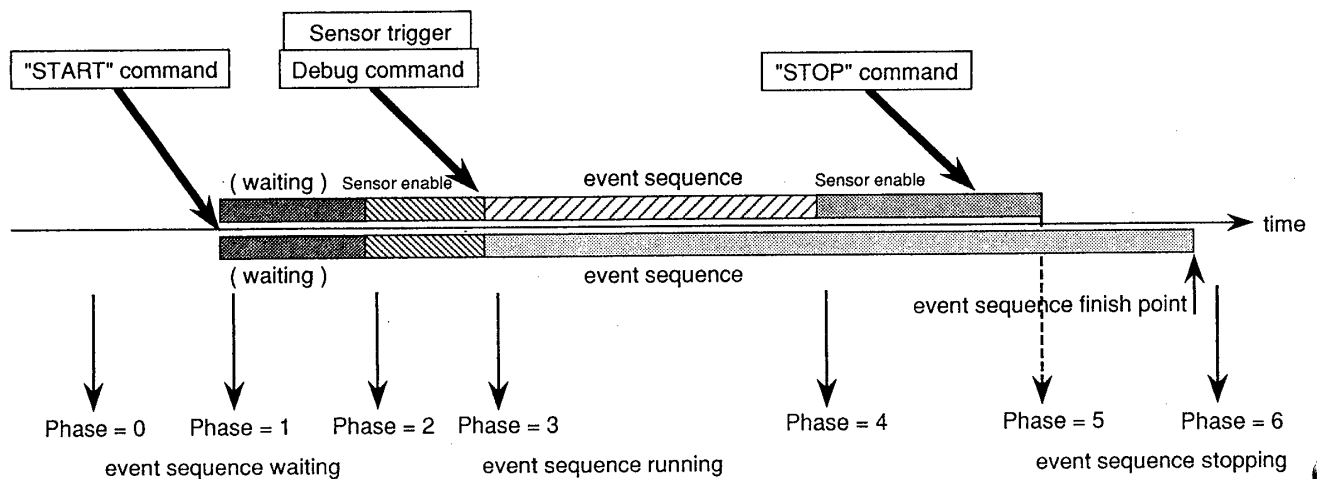 Sensor trigger
"START" command
Debug command
"STOP" command
( waiting )
Sensor enable
event sequence
Sensor enable
time
( waiting )
event sequence
event sequence finish point
Phase = 0
Phase = 1
Phase = 2
Phase = 3
Phase = 4
Phase = 5
Phase = 6
event sequence waiting
event sequence running
event sequence stopping